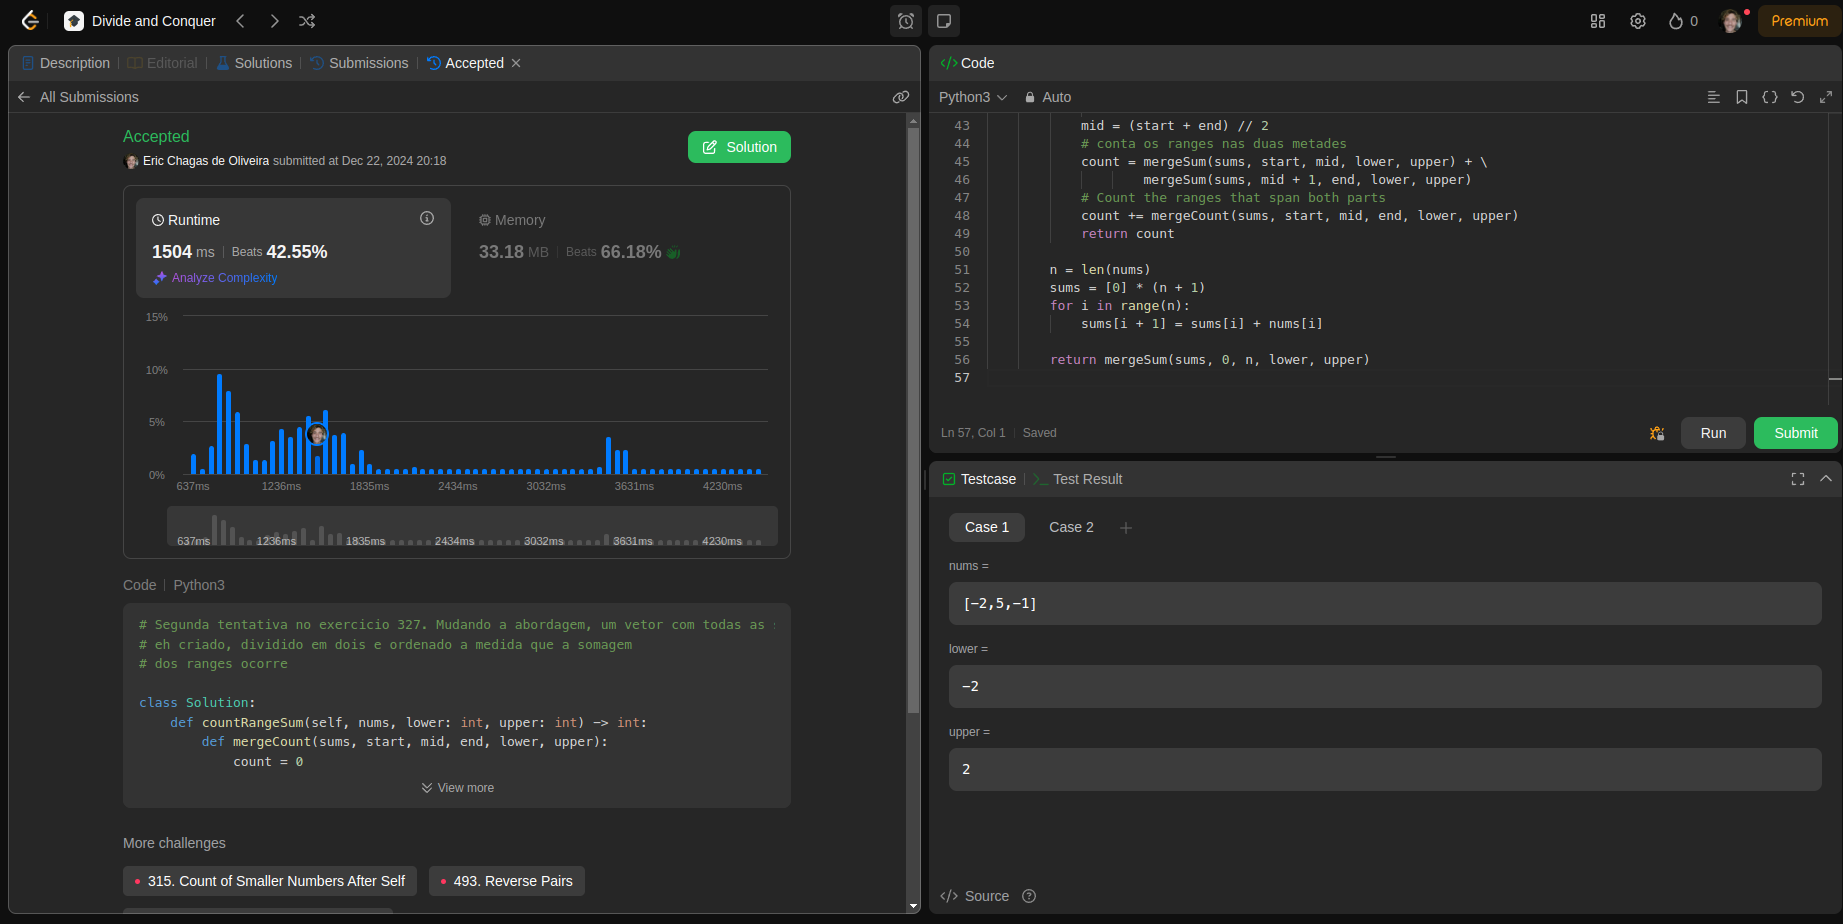 Divide and Conquer
0
Premium
Description
Editorial
Solutions
Submissions
Accepted
All Submissions
Accepted
Eric Chagas de Oliveira submitted at Dec 22, 2024 20:18
Solution
Runtime
1504 ms | Beats 42.55%
Analyze Complexity
Memory
33.18 MB | Beats 66.18%
15%
10%
5%
0%
637ms 1236ms 1835ms 2434ms 3032ms 3631ms 4230ms
637ms 1236ms 1835ms 2434ms 3032ms 3631ms 4230ms
Code | Python3
# Segunda tentativa no exercicio 327. Mudando a abordagem, um vetor com todas as
# eh criado, dividido em dois e ordenado a medida que a somagem
# dos ranges ocorre
class Solution:
def countRangeSum(self, nums, lower: int, upper: int) -> int:
def mergeCount(sums, start, mid, end, lower, upper):
count = 0
View more
More challenges
315. Count of Smaller Numbers After Self
493. Reverse Pairs
</> Code
Python3
Auto
43 mid = (start + end) // 2
44 # conta os ranges nas duas metades
45 count = mergeSum(sums, start, mid, lower, upper) + \
46 mergeSum(sums, mid + 1, end, lower, upper)
47 # Count the ranges that span both parts
48 count += mergeCount(sums, start, mid, end, lower, upper)
49 return count
50
51 n = len(nums)
52 sums = [0] * (n + 1)
53 for i in range(n):
54 sums[i + 1] = sums[i] + nums[i]
55
56 return mergeSum(sums, 0, n, lower, upper)
57
Ln 57, Col 1 | Saved
Run
Submit
Testcase
>_ Test Result
Case 1
Case 2
+
nums =
[-2,5,-1]
lower =
-2
upper =
2
</> Source